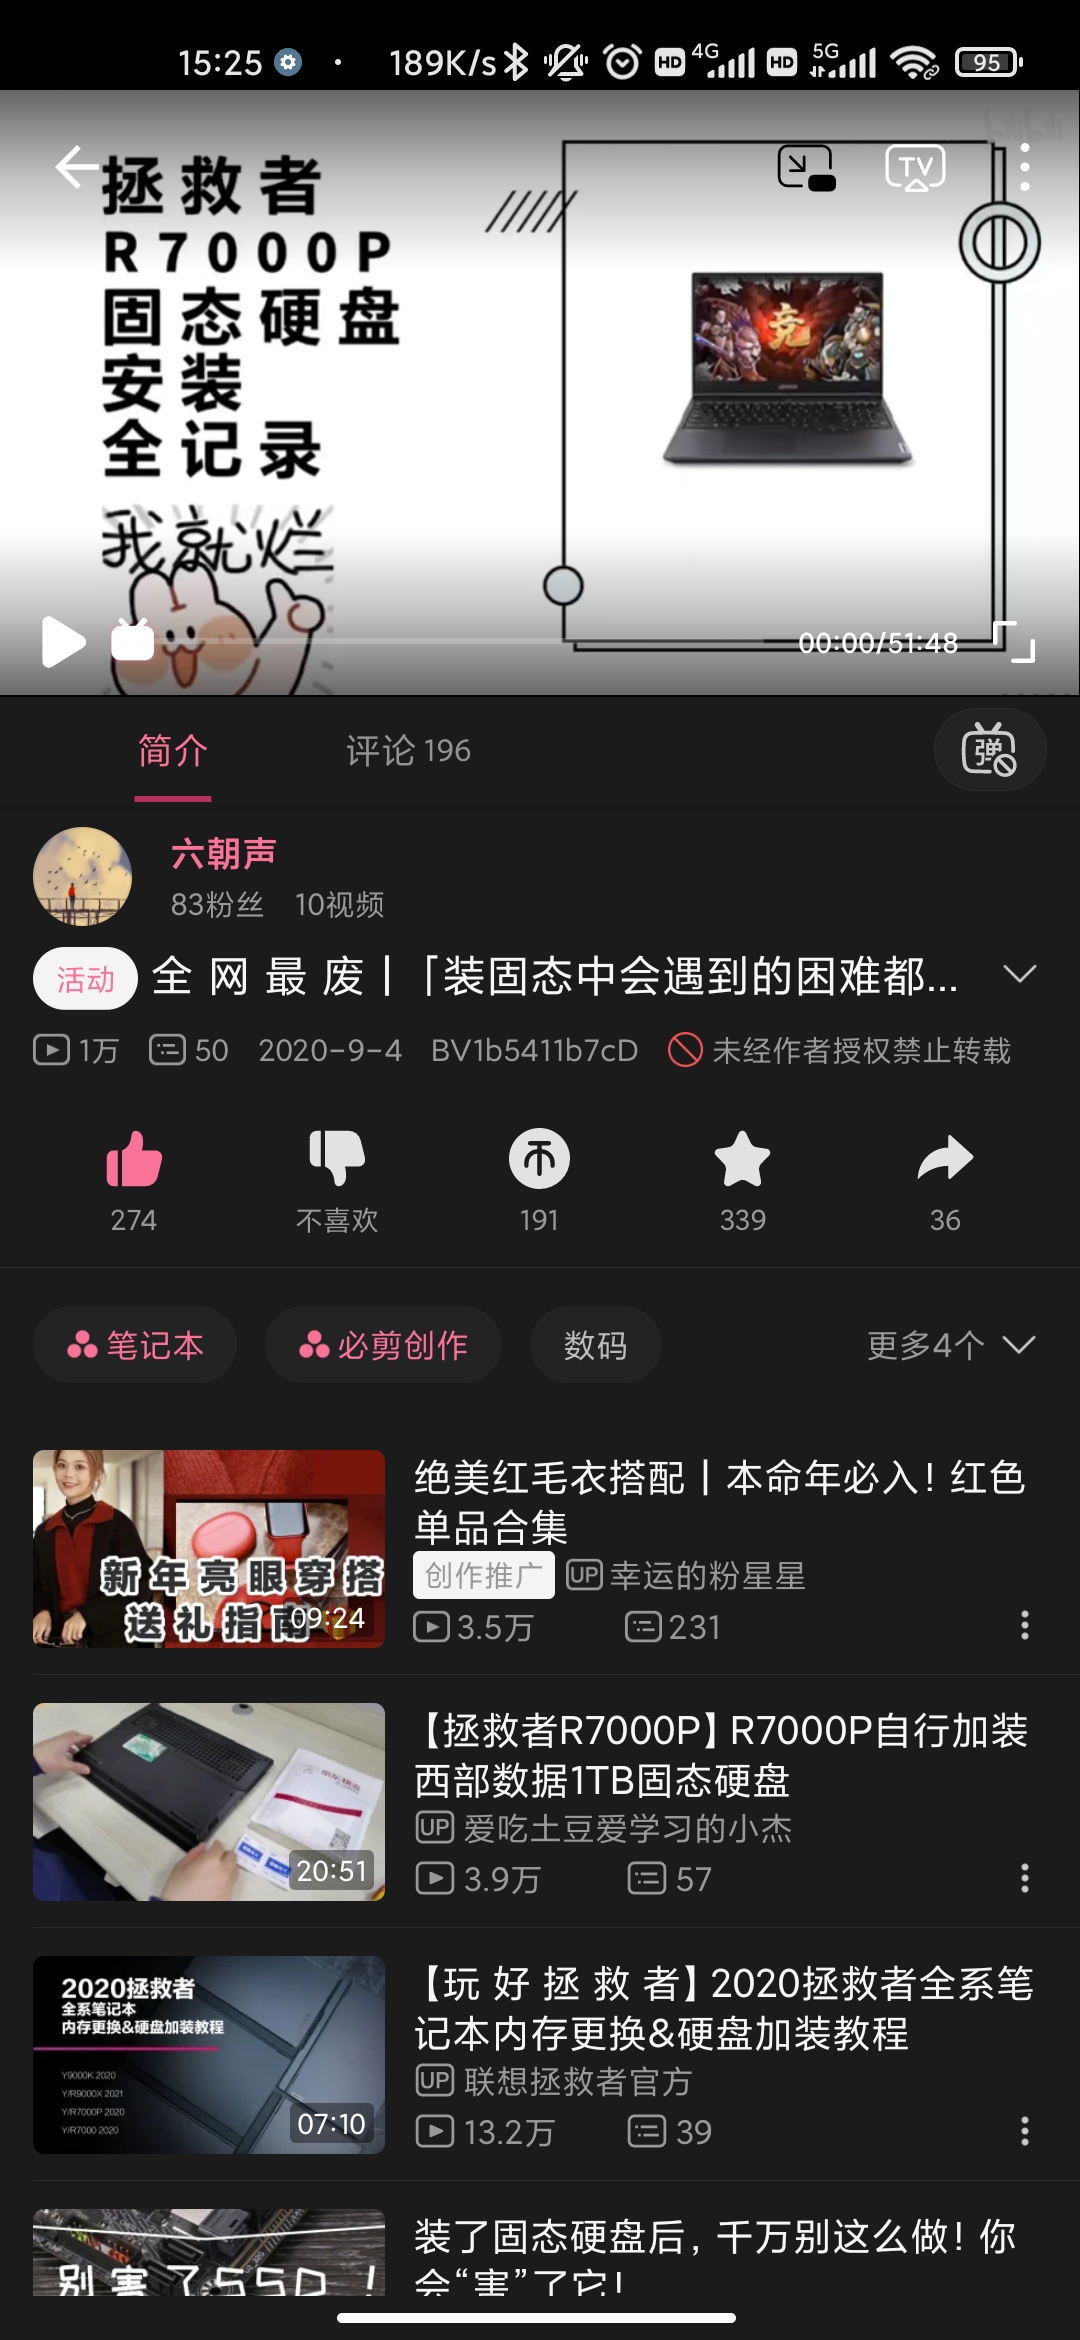 15:25
189K/s
HD 4G HD 5G 95
拯救者
R7000P
固态硬盘
安装
全记录
我就烂
TV
竞
00:00/51:48
简介
评论 196
弹
六朝声
83粉丝 10视频
活动 全 网 最 废 | 「装固态中会遇到的困难都...
1万 50 2020-9-4 BV1b5411b7cD 未经作者授权禁止转载
274 不喜欢 191 339 36
笔记本 必剪创作 数码 更多4个
新年亮眼穿搭
送礼指南
09:24
绝美红毛衣搭配 | 本命年必入！红色
单品合集
创作推广 UP 幸运的粉星星
3.5万 231
20:51
【拯救者R7000P】R7000P自行加装
西部数据1TB固态硬盘
UP 爱吃土豆爱学习的小杰
3.9万 57
2020拯救者
全系笔记本
内存更换&硬盘加装教程
Y9000K 2020
Y/R9000X 2021
Y/R7000P 2020
Y/R7000 2020
07:10
【玩 好 拯 救 者】2020拯救者全系笔
记本内存更换&硬盘加装教程
UP 联想拯救者官方
13.2万 39
别害了SSD！
装了固态硬盘后，千万别这么做！你
会“害”了它！